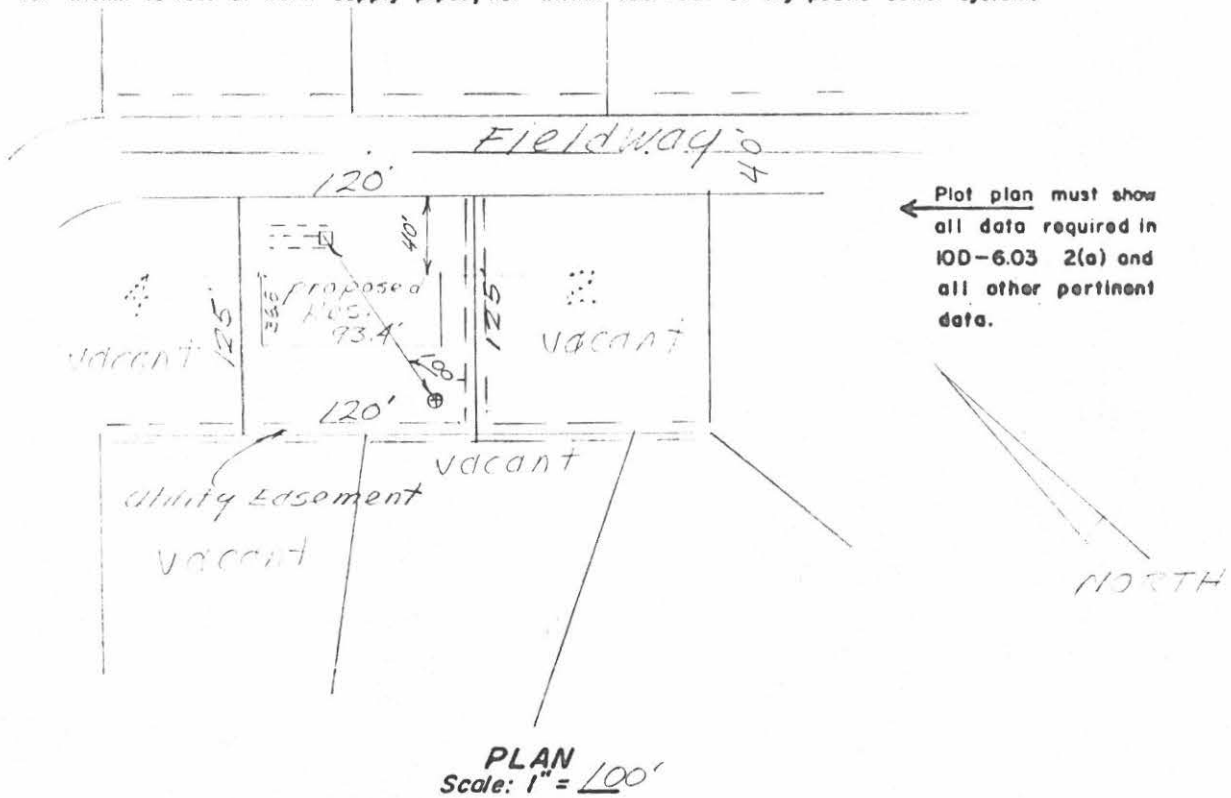 Fieldway
40
120'
Plot plan must show
all data required in
10D-6.03 2(a) and
all other pertinent
data.
40'
proposed
Res.
93.4'
125'
125'
4
vacant
2
vacant
120'
vacant
Utility Easement
vacant
NORTH
PLAN
Scale: 1" = 100'